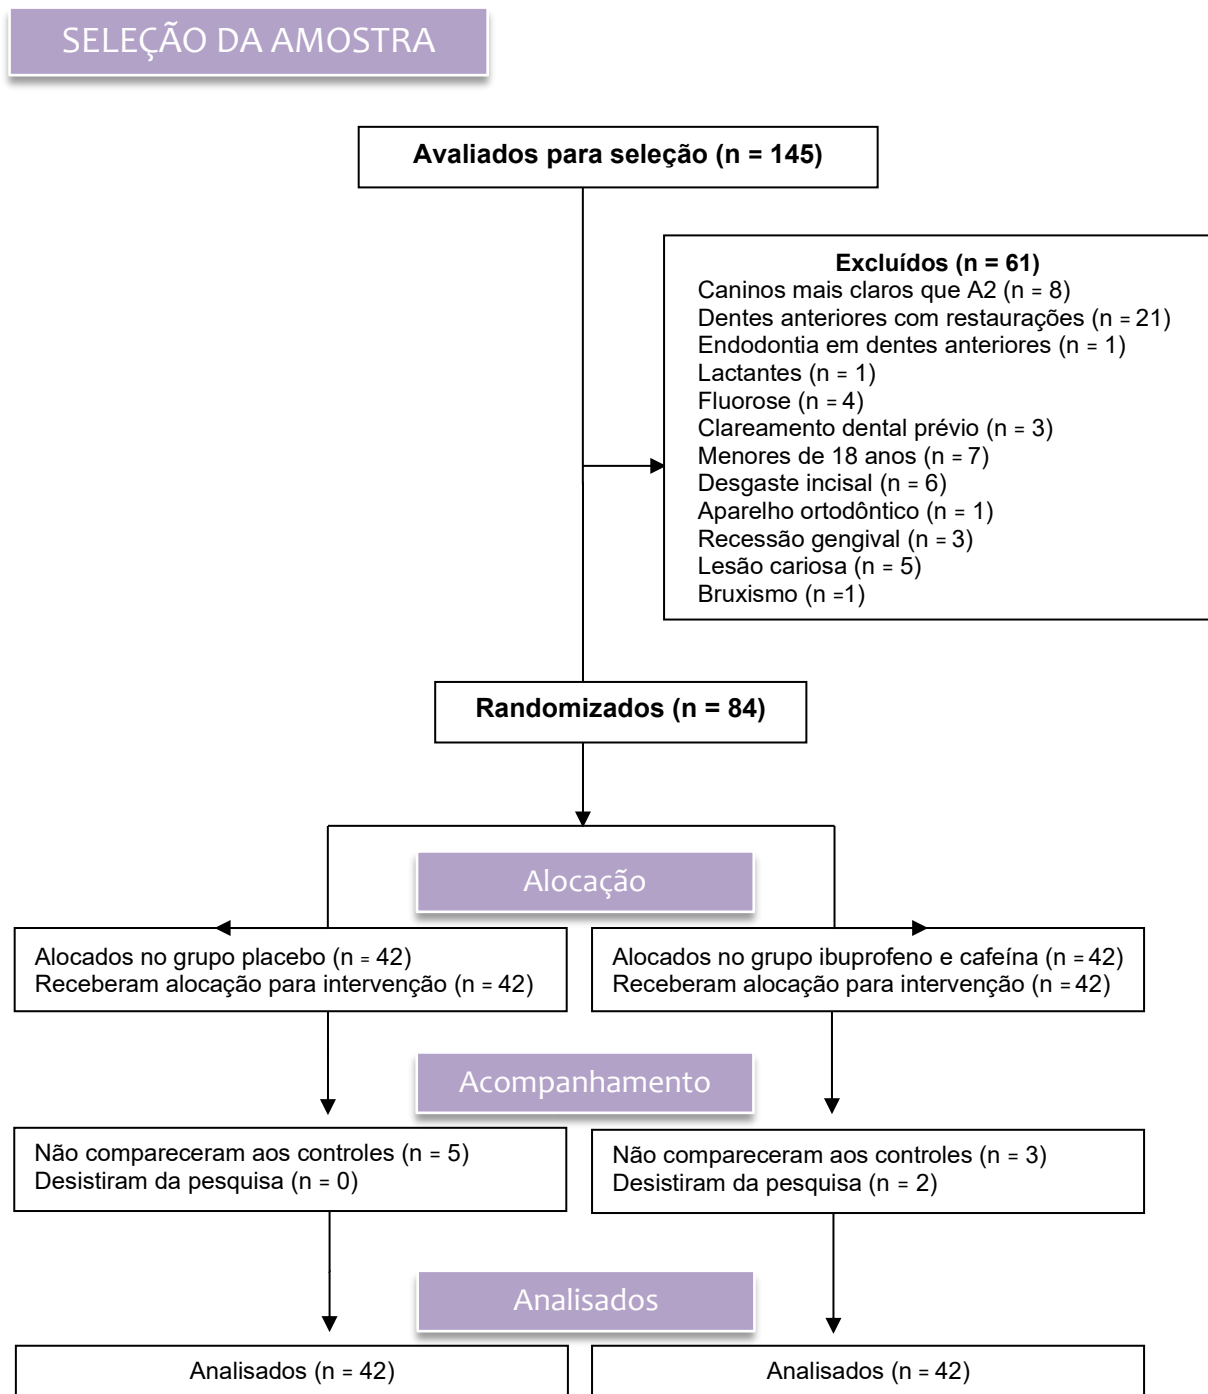 SELEÇÃO DA AMOSTRA
Avaliados para seleção (n = 145)
Excluídos (n = 61)
Caninos mais claros que A2 (n = 8)
Dentes anteriores com restaurações (n = 21)
Endodontia em dentes anteriores (n = 1)
Lactantes (n = 1)
Fluorose (n = 4)
Clareamento dental prévio (n = 3)
Menores de 18 anos (n = 7)
Desgaste incisal (n = 6)
Aparelho ortodôntico (n = 1)
Recessão gengival (n = 3)
Lesão cariosa (n = 5)
Bruxismo (n =1)
Randomizados (n = 84)
Alocação
Alocados no grupo placebo (n = 42)
Receberam alocação para intervenção (n = 42)
Alocados no grupo ibuprofeno e cafeína (n = 42)
Receberam alocação para intervenção (n = 42)
Acompanhamento
Não compareceram aos controles (n = 5)
Desistiram da pesquisa (n = 0)
Não compareceram aos controles (n = 3)
Desistiram da pesquisa (n = 2)
Analisados
Analisados (n = 42)
Analisados (n = 42)